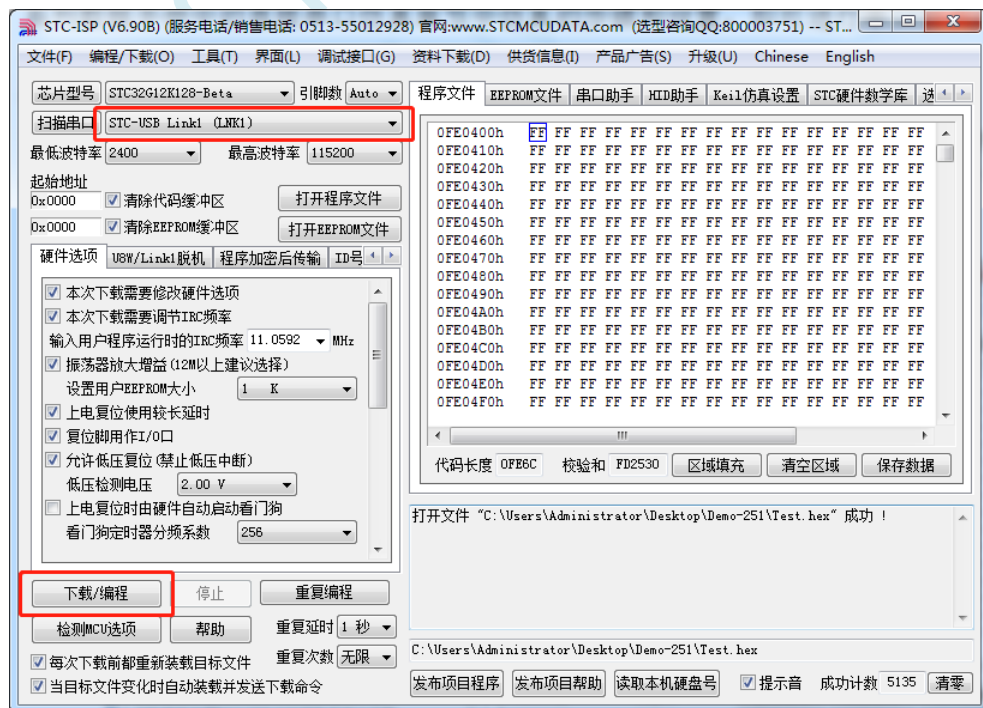 STC-ISP (V6.90B) (服务电话/销售电话: 0513-55012928) 官网:www.STCMCUDATA.com (选型咨询QQ:800003751) -- ST...
文件(F) 编程/下载(O) 工具(T) 界面(L) 调试接口(G) 资料下载(D) 供货信息(I) 产品广告(S) 升级(U) Chinese English
芯片型号 STC32G12K128-Beta 引脚数 Auto
扫描串口 STC-USB Link1 (LNK1)
最低波特率 2400 最高波特率 115200
起始地址
0x0000 清除代码缓冲区 打开程序文件
0x0000 清除EEPROM缓冲区 打开EEPROM文件
硬件选项 U8W/Link1脱机 程序加密后传输 ID号
本次下载需要修改硬件选项
本次下载需要调节IRC频率
输入用户程序运行时的IRC频率 11.0592 MHz
振荡器放大增益(12M以上建议选择)
设置用户EEPROM大小 1 K
上电复位使用较长延时
复位脚用作I/O口
允许低压复位(禁止低压中断)
低压检测电压 2.00 V
上电复位时由硬件自动启动看门狗
看门狗定时器分频系数 256
下载/编程 停止 重复编程
检测MCU选项 帮助 重复延时 1 秒
每次下载前都重新装载目标文件 重复次数 无限
当目标文件变化时自动装载并发送下载命令
程序文件 EEPROM文件 串口助手 HID助手 Keil仿真设置 STC硬件数学库 选
0FE0400h FF FF FF FF FF FF FF FF FF FF FF FF FF FF FF FF
0FE0410h FF FF FF FF FF FF FF FF FF FF FF FF FF FF FF FF
0FE0420h FF FF FF FF FF FF FF FF FF FF FF FF FF FF FF FF
0FE0430h FF FF FF FF FF FF FF FF FF FF FF FF FF FF FF FF
0FE0440h FF FF FF FF FF FF FF FF FF FF FF FF FF FF FF FF
0FE0450h FF FF FF FF FF FF FF FF FF FF FF FF FF FF FF FF
0FE0460h FF FF FF FF FF FF FF FF FF FF FF FF FF FF FF FF
0FE0470h FF FF FF FF FF FF FF FF FF FF FF FF FF FF FF FF
0FE0480h FF FF FF FF FF FF FF FF FF FF FF FF FF FF FF FF
0FE0490h FF FF FF FF FF FF FF FF FF FF FF FF FF FF FF FF
0FE04A0h FF FF FF FF FF FF FF FF FF FF FF FF FF FF FF FF
0FE04B0h FF FF FF FF FF FF FF FF FF FF FF FF FF FF FF FF
0FE04C0h FF FF FF FF FF FF FF FF FF FF FF FF FF FF FF FF
0FE04D0h FF FF FF FF FF FF FF FF FF FF FF FF FF FF FF FF
0FE04E0h FF FF FF FF FF FF FF FF FF FF FF FF FF FF FF FF
0FE04F0h FF FF FF FF FF FF FF FF FF FF FF FF FF FF FF FF
代码长度 0FE6C 校验和 FD2530 区域填充 清空区域 保存数据
打开文件 “C:\Users\Administrator\Desktop\Demo-251\Test.hex” 成功 !
C:\Users\Administrator\Desktop\Demo-251\Test.hex
发布项目程序 发布项目帮助 读取本机硬盘号 提示音 成功计数 5135 清零